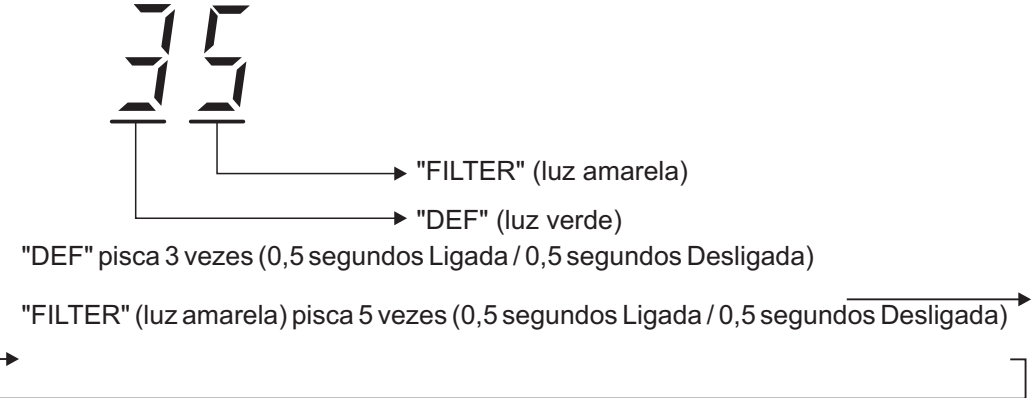 35
"FILTER" (luz amarela)
"DEF" (luz verde)
"DEF" pisca 3 vezes (0,5 segundos Ligada / 0,5 segundos Desligada)
"FILTER" (luz amarela) pisca 5 vezes (0,5 segundos Ligada / 0,5 segundos Desligada)